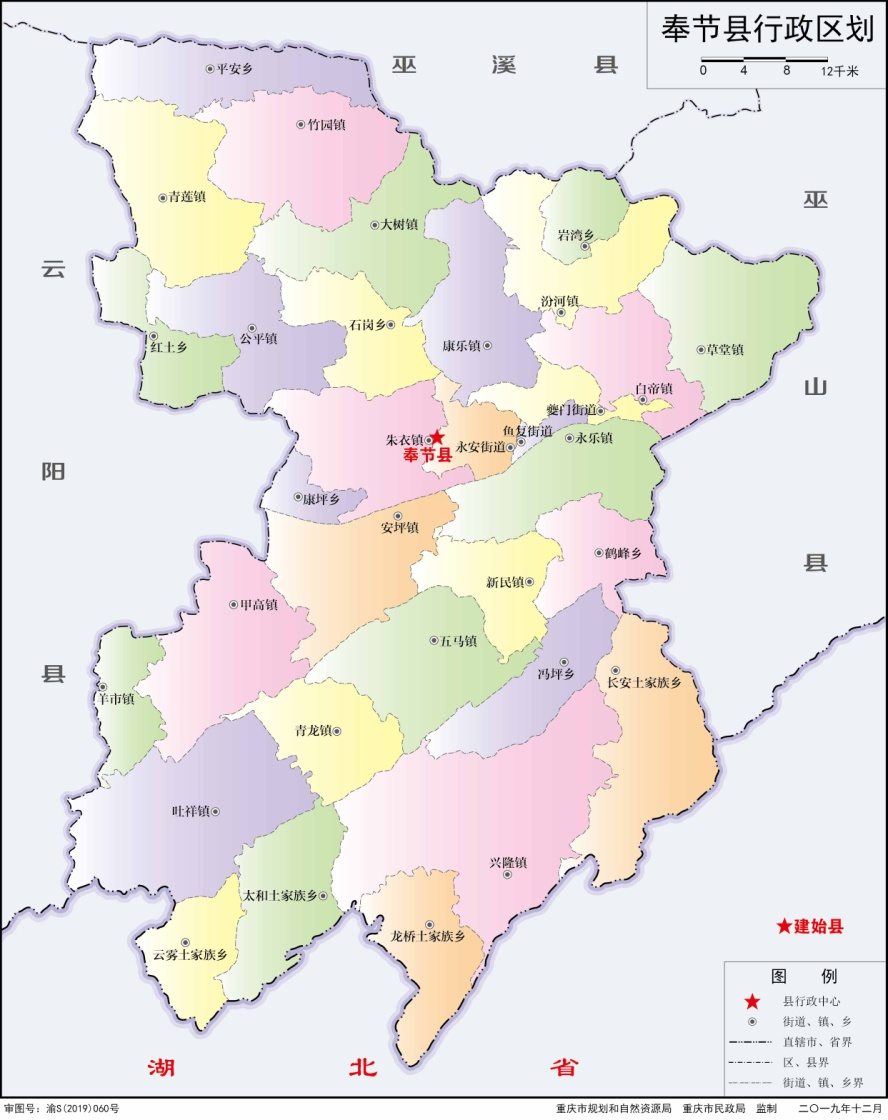 奉节县行政区划
0 4 8 12千米
巫溪县
平安乡
竹园镇
青莲镇
大树镇
巫
岩湾乡
云
汾河镇
红土乡
公平镇
石岗乡
康乐镇
草堂镇
山
白帝镇
夔门街道
鱼复街道
朱衣镇
永安街道
永乐镇
奉节县
阳
康坪乡
安坪镇
鹤峰乡
县
新民镇
甲高镇
五马镇
县
冯坪乡
长安土家族乡
羊市镇
青龙镇
吐祥镇
兴隆镇
太和土家族乡
龙桥土家族乡
建始县
云雾土家族乡
图例
县行政中心
街道、镇、乡
直辖市、省界
区、县界
街道、镇、乡界
湖北省
审图号：渝S(2019)060号
重庆市规划和自然资源局 重庆市民政局 监制 二〇一九年十二月